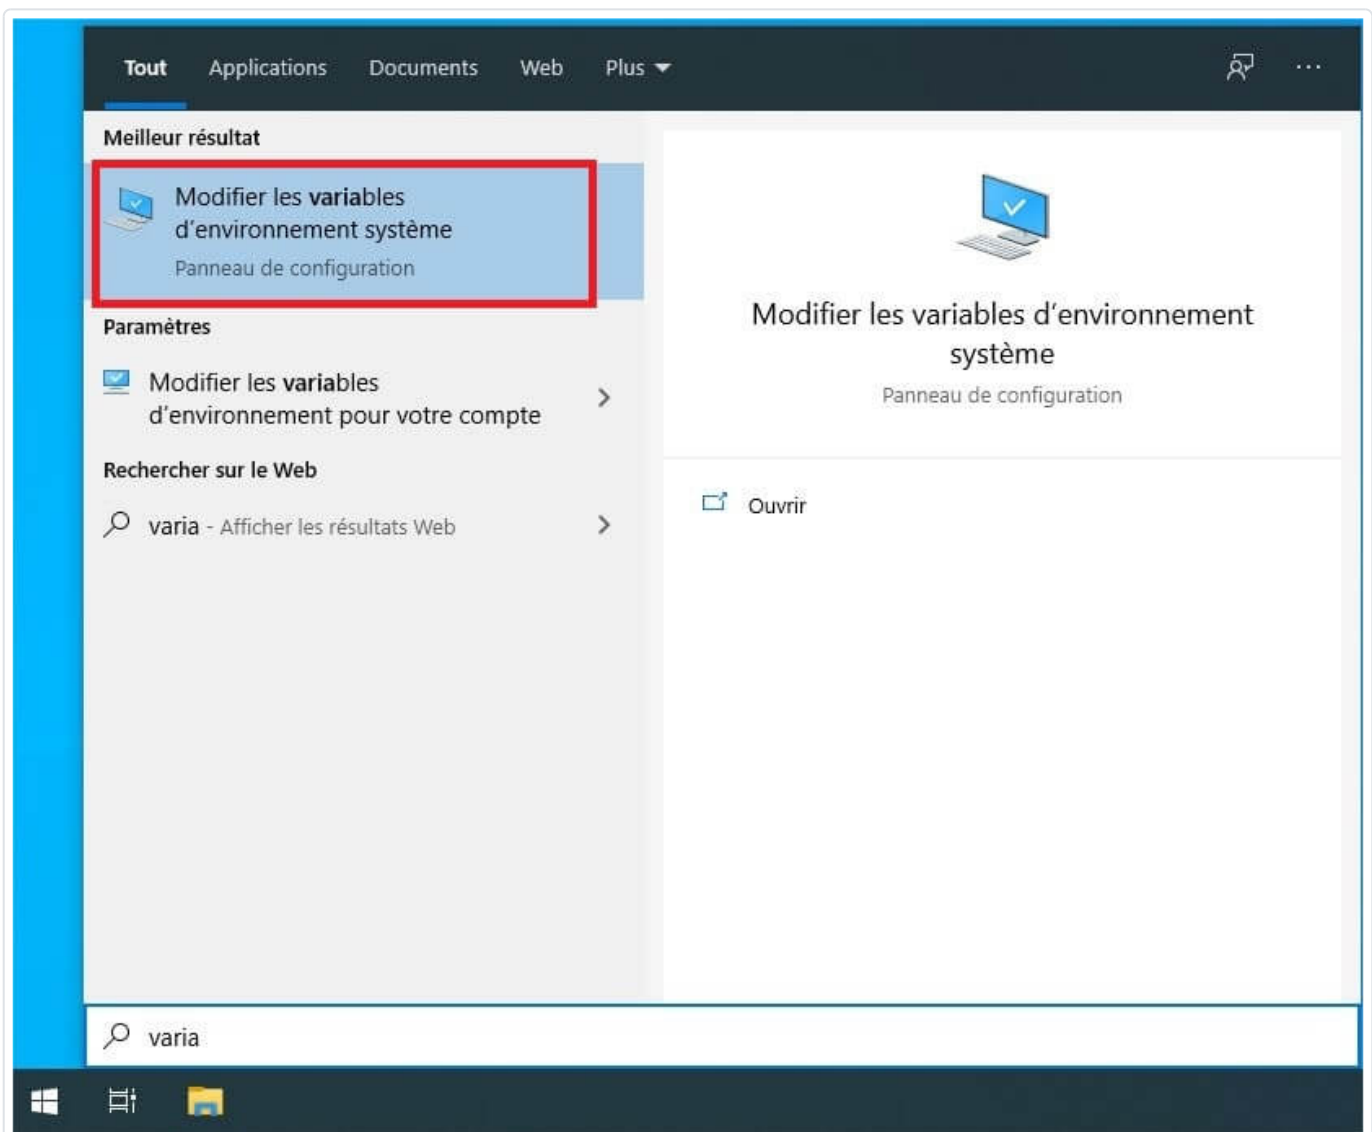 Tout Applications Documents Web Plus
Meilleur résultat
Modifier les variables
d'environnement système
Panneau de configuration
Paramètres
Modifier les variables
d'environnement pour votre compte
Rechercher sur le Web
varia - Afficher les résultats Web
Modifier les variables d'environnement
système
Panneau de configuration
Ouvrir
varia